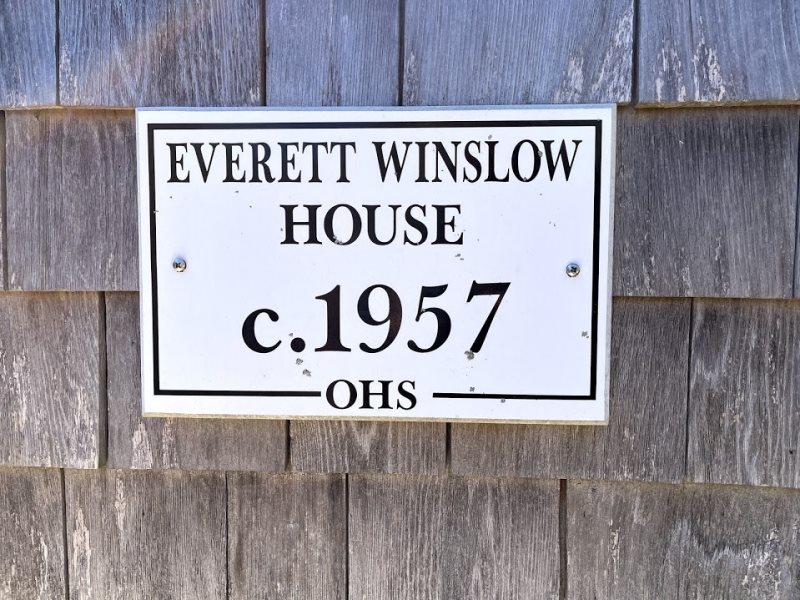 EVERETT WINSLOW
HOUSE
c.1957
OHS